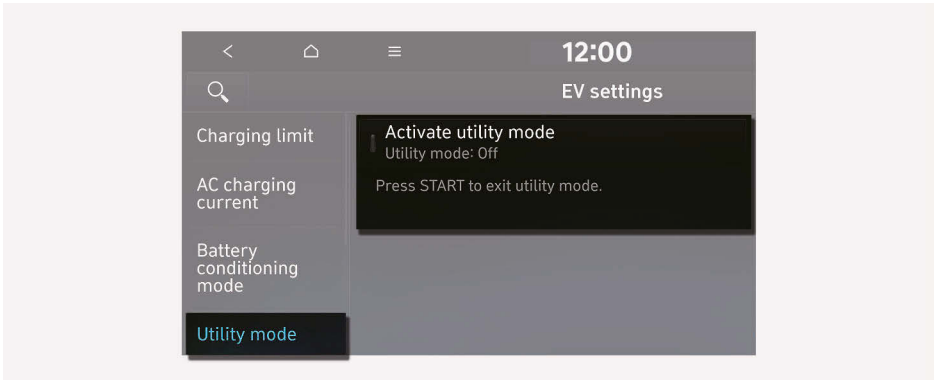 12:00
EV settings
Charging limit
AC charging
current
Battery
conditioning
mode
Utility mode
Activate utility mode
Utility mode: Off
Press START to exit utility mode.